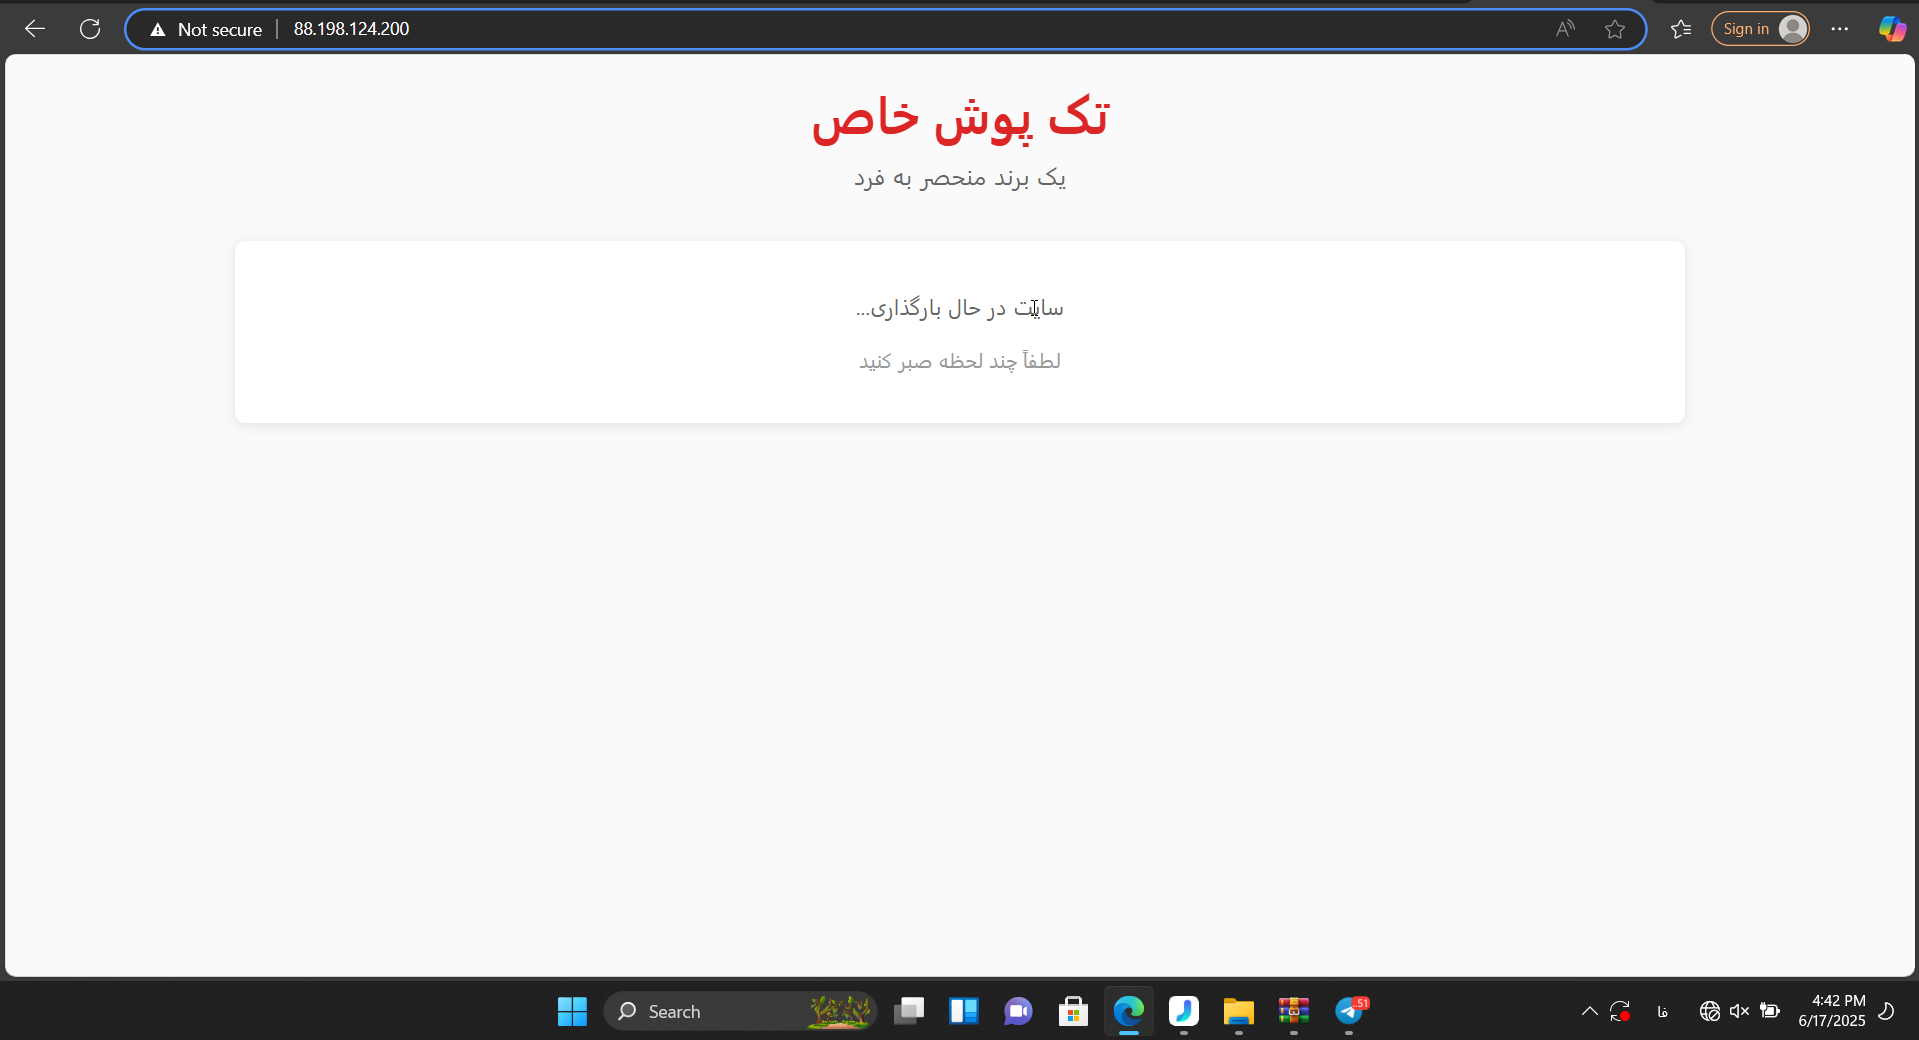 Not secure
88.198.124.200
Sign in
تک پوش خاص
یک برند منحصر به فرد
سایت در حال بارگذاری...
لطفاً چند لحظه صبر کنید
Search
51
فا
4:42 PM
6/17/2025